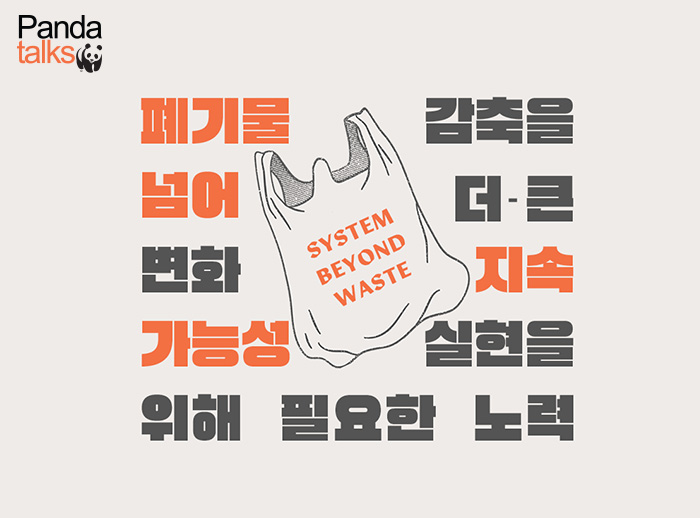 Panda
talks
폐기물 감축을
넘어 더-큰
변화 지속
가능성 실현을
위해 필요한 노력
SYSTEM
BEYOND
WASTE